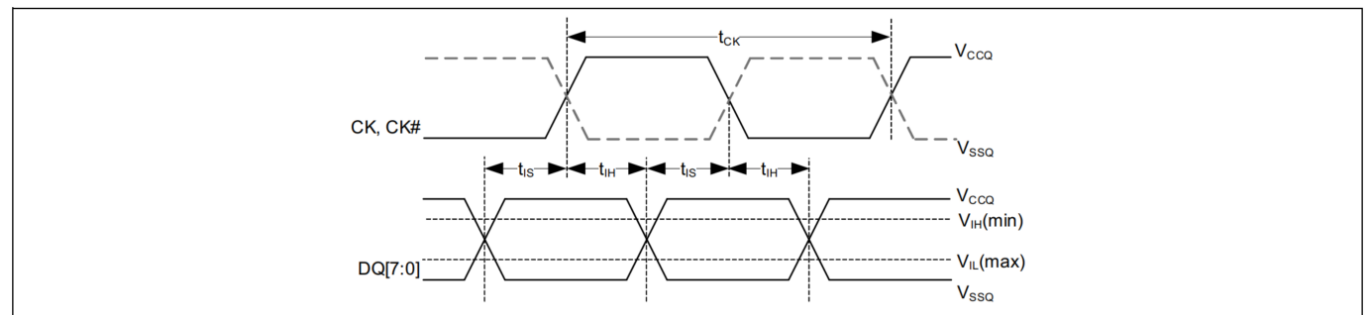 tCK
VCCQ
CK, CK#
VSSQ
tIS tIH tIS tIH
VCCQ
VIH(min)
DQ[7:0]
VIL(max)
VSSQ